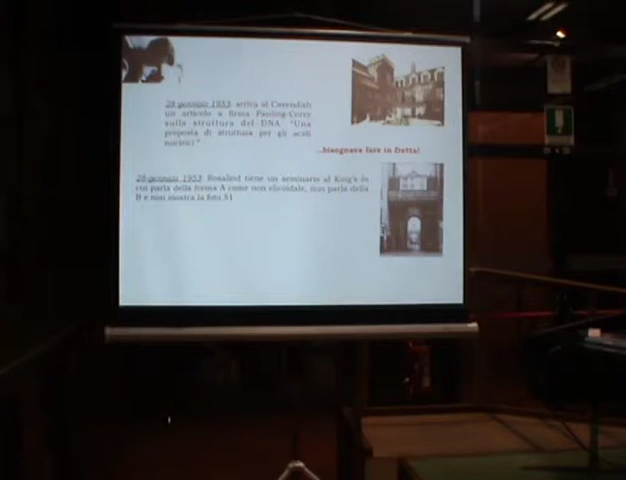 28 gennaio 1953: arriva al Cavendish
un articolo a firma Pauling-Corey
sulla struttura del DNA: "Una
proposta di struttura per gli acidi
nucleici"
...bisognava fare in fretta!
28 gennaio 1953: Rosalind tiene un seminario al King's in
cui parla della forma A come non elicoidale, non parla della
B e non mostra la foto 51